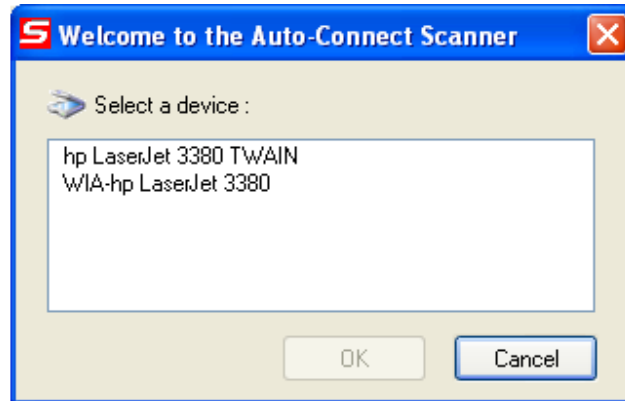 S Welcome to the Auto-Connect Scanner
Select a device :
hp LaserJet 3380 TWAIN
WIA-hp LaserJet 3380
OK Cancel